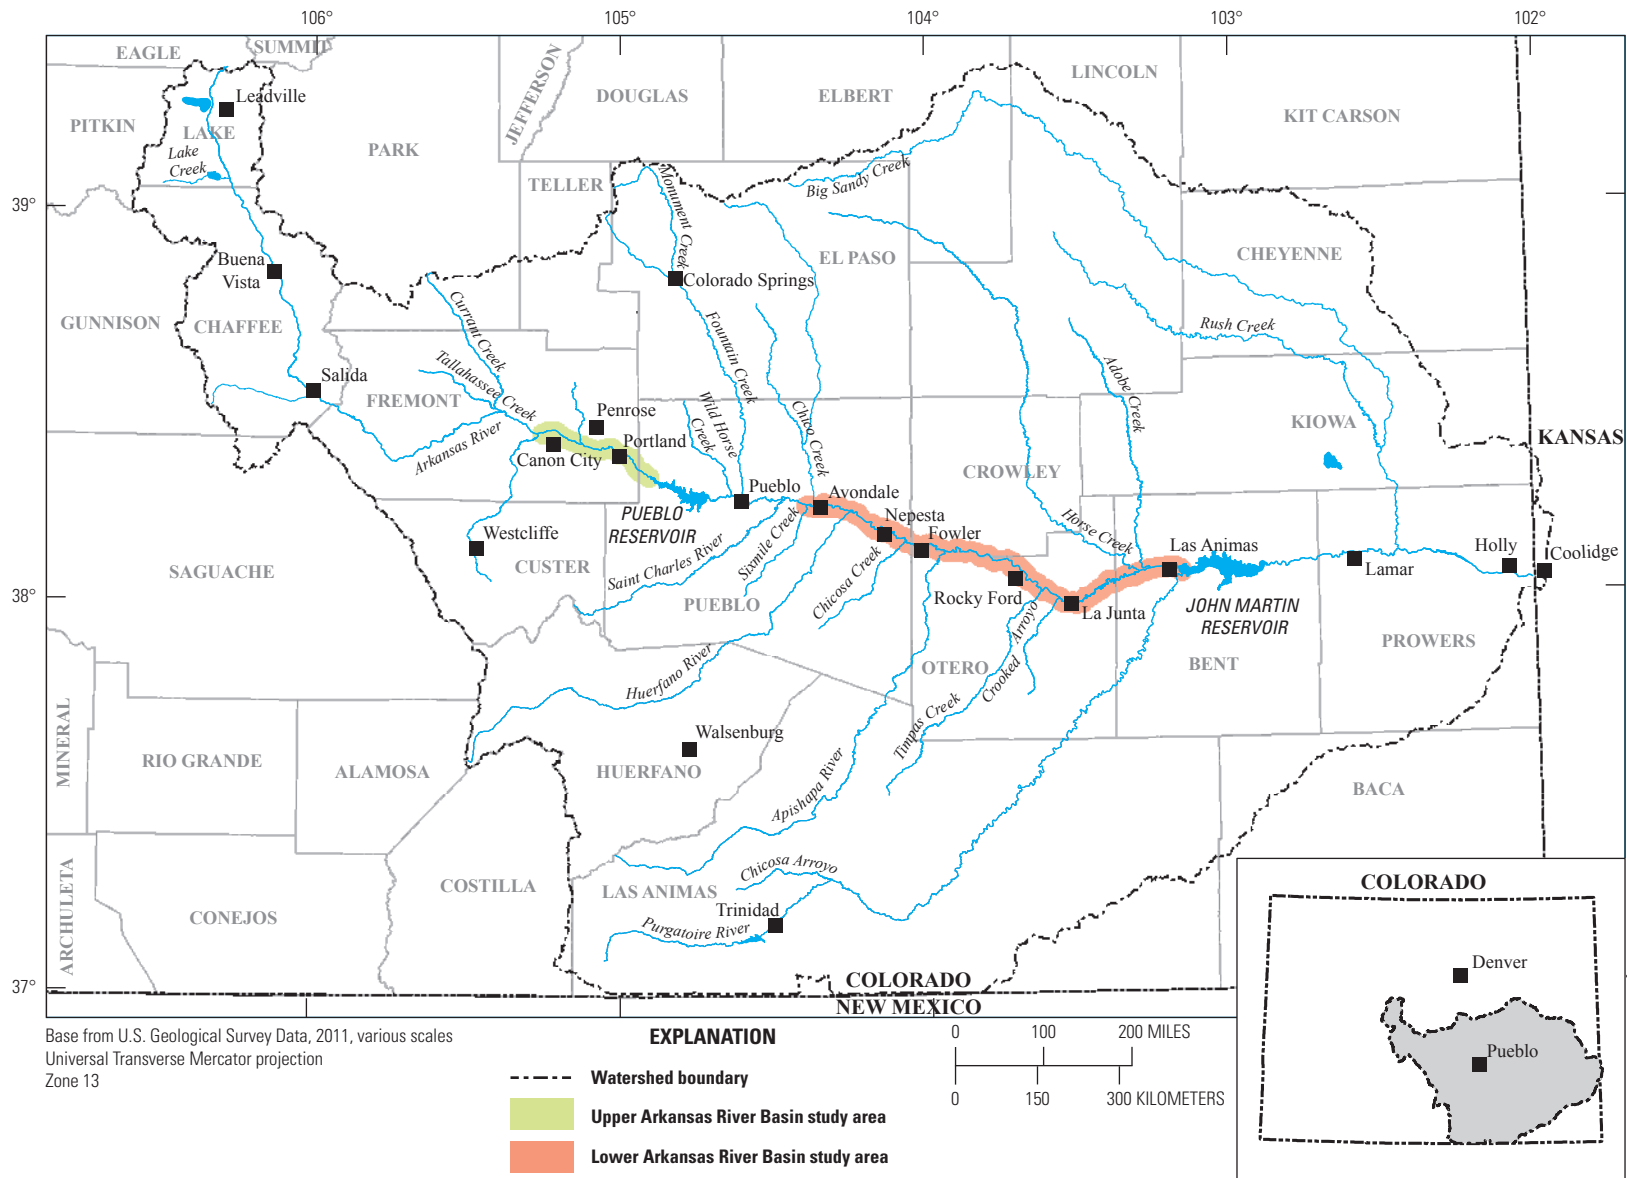 106°
105°
104°
103°
102°
EAGLE
SUMMIT
Leadville
PITKIN
LAKE
Lake
Creek
PARK
JEFFERSON
DOUGLAS
ELBERT
LINCOLN
KIT CARSON
TELLER
Monument Creek
Big Sandy Creek
39°
Buena
Vista
GUNNISON
CHAFFEE
Colorado Springs
EL PASO
CHEYENNE
Currant Creek
Fountain Creek
Rush Creek
Salida
Tallahassee Creek
FREMONT
Adobe Creek
Wild Horse
Creek
Chico Creek
KIOWA
KANSAS
Penrose
Portland
Arkansas River
Canon City
CROWLEY
Pueblo
Avondale
PUEBLO
RESERVOIR
Nepesta
Fowler
Horse Creek
Las Animas
Holly
Coolidge
Westcliffe
SAGUACHE
CUSTER
Saint Charles River
Sixmile Creek
Chicosa Creek
Lamar
PUEBLO
Rocky Ford
La Junta
JOHN MARTIN
RESERVOIR
38°
Huerfano River
OTERO
Crooked
Arroyo
BENT
PROWERS
Timpas Creek
MINERAL
RIO GRANDE
ALAMOSA
Walsenburg
HUERFANO
Apishapa River
BACA
ARCHULETA
CONEJOS
COSTILLA
LAS ANIMAS
Chicosa Arroyo
Trinidad
Purgatoire River
37°
COLORADO
NEW MEXICO
COLORADO
Denver
Pueblo
Base from U.S. Geological Survey Data, 2011, various scales
Universal Transverse Mercator projection
Zone 13
EXPLANATION
Watershed boundary
Upper Arkansas River Basin study area
Lower Arkansas River Basin study area
0 100 200 MILES
0 150 300 KILOMETERS